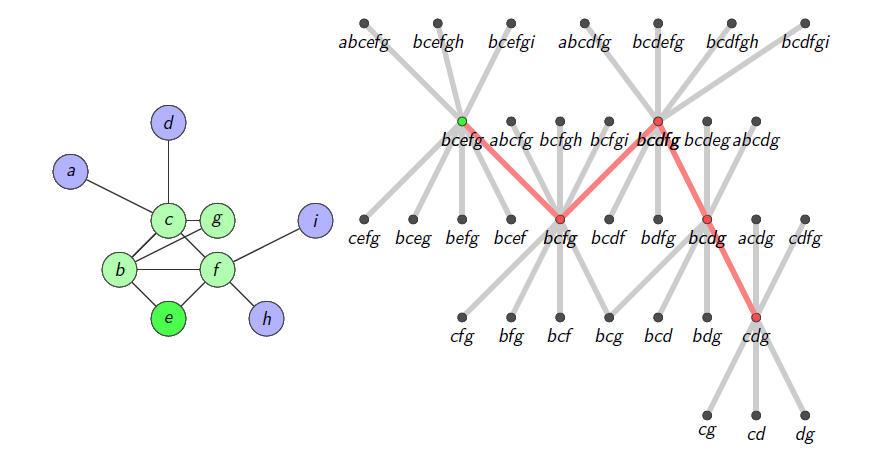 abcefg bcefgh bcefgi abcdfg bcdefg bcdfgh bcdfgi
d
bcefg abcfg bcfgh bcfgi bcdfg bcdeg abcdg
a
c g i
cefg bceg befg bcef bcfg bcdf bdfg bcdg acdg cdfg
b f
e h
cfg bfg bcf bcg bcd bdg cdg
cg cd dg